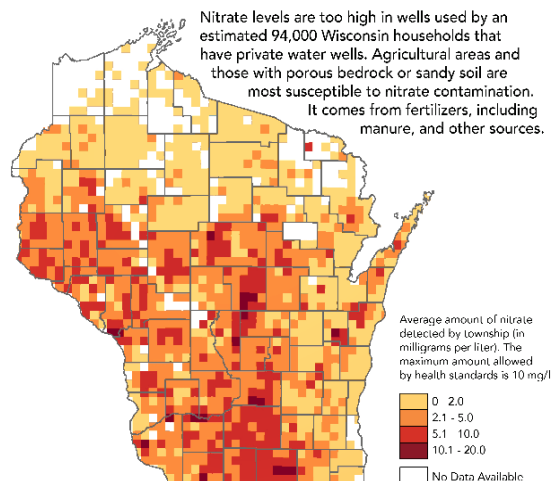 Nitrate levels are too high in wells used by an
estimated 94,000 Wisconsin households that
have private water wells. Agricultural areas and
those with porous bedrock or sandy soil are
most susceptible to nitrate contamination.
It comes from fertilizers, including
manure, and other sources.
Average amount of nitrate
detected by township (in
milligrams per liter). The
maximum amount allowed
by health standards is 10 mg/l
0 2.0
2.1 - 5.0
5.1 10.0
10.1 - 20.0
No Data Available